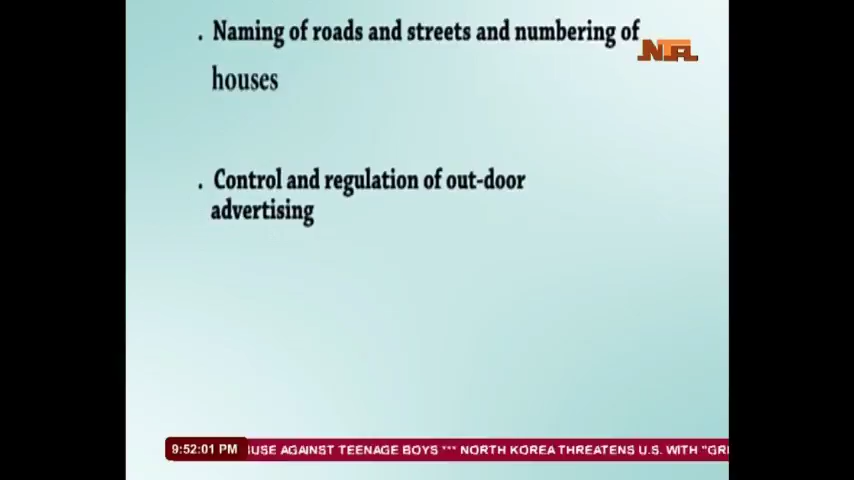 . Naming of roads and streets and numbering of
houses
NTA
. Control and regulation of out-door
advertising
9:52:01 PM USE AGAINST TEENAGE BOYS *** NORTH KOREA THREATENS U.S. WITH "GR